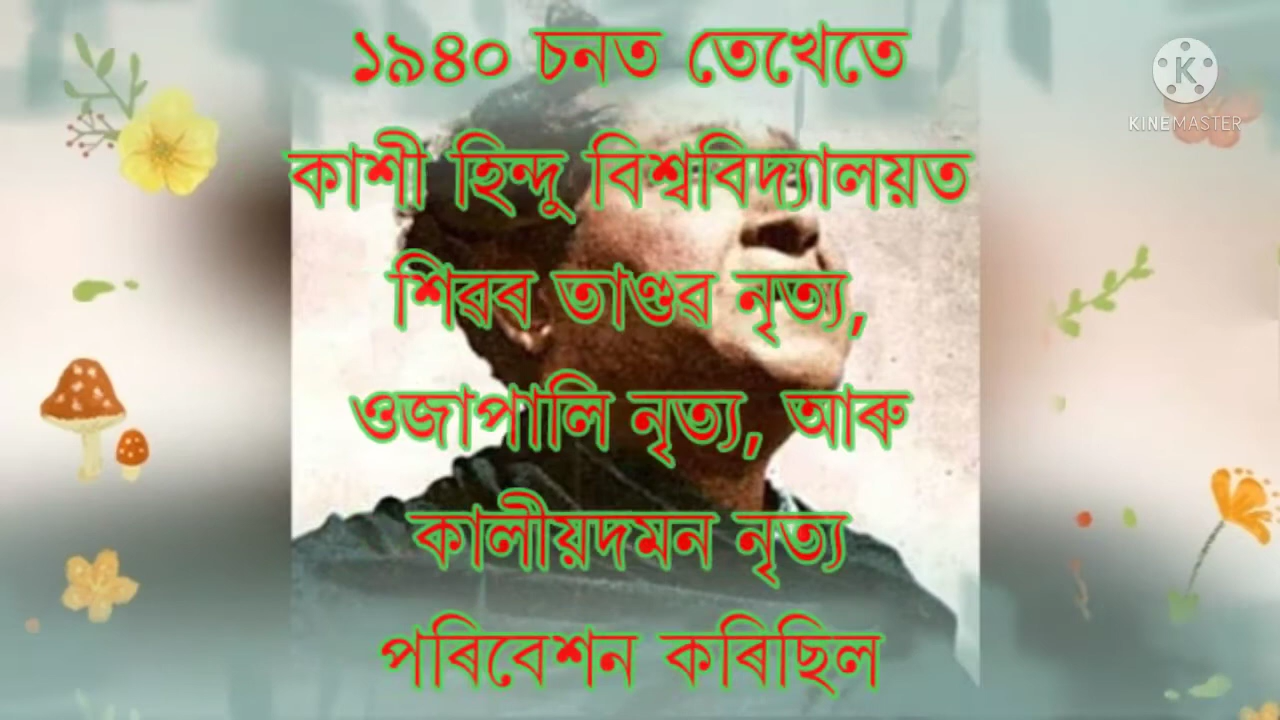 ১৯৪০ চনত তেখেতে
কাশী হিন্দু বিশ্ববিদ্যালয়ত
শিৱৰ তাণ্ডৱ নৃত্য,
ওজাপালি নৃত্য, আৰু
কালীয়দমন নৃত্য
পৰিবেশন কৰিছিল
K
KINEMASTER